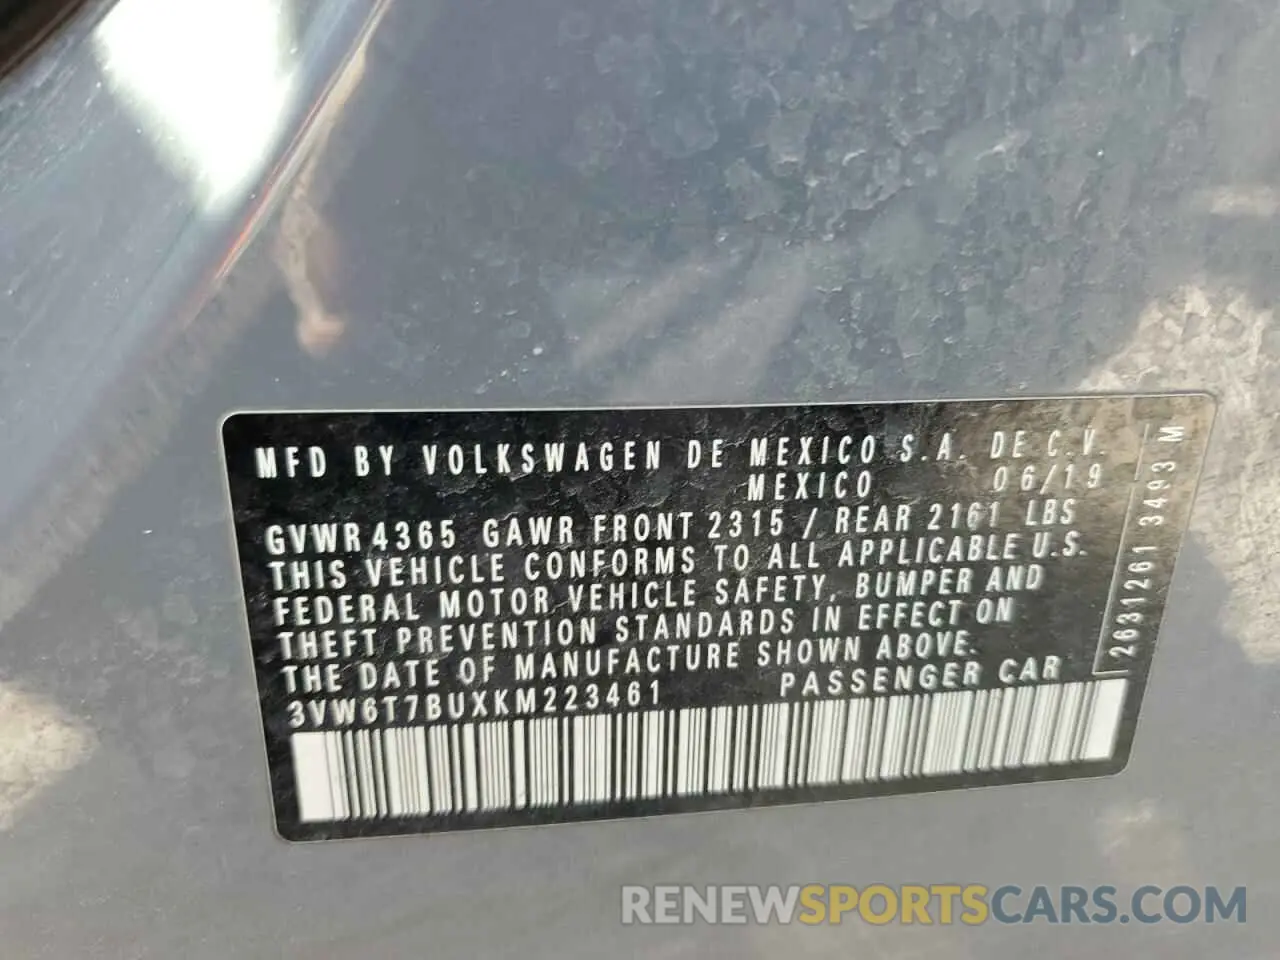 MFD BY VOLKSWAGEN DE MEXICO S.A. DE C.V.
MEXICO 06/19
GVWR 4365 GAWR FRONT 2315 / REAR 2161 LBS
THIS VEHICLE CONFORMS TO ALL APPLICABLE U.S.
FEDERAL MOTOR VEHICLE SAFETY, BUMPER AND
THEFT PREVENTION STANDARDS IN EFFECT ON
THE DATE OF MANUFACTURE SHOWN ABOVE.
3VW6T7BUXKM223461 PASSENGER CAR
26331261 3493 M
RENEWSPORTSCARS.COM